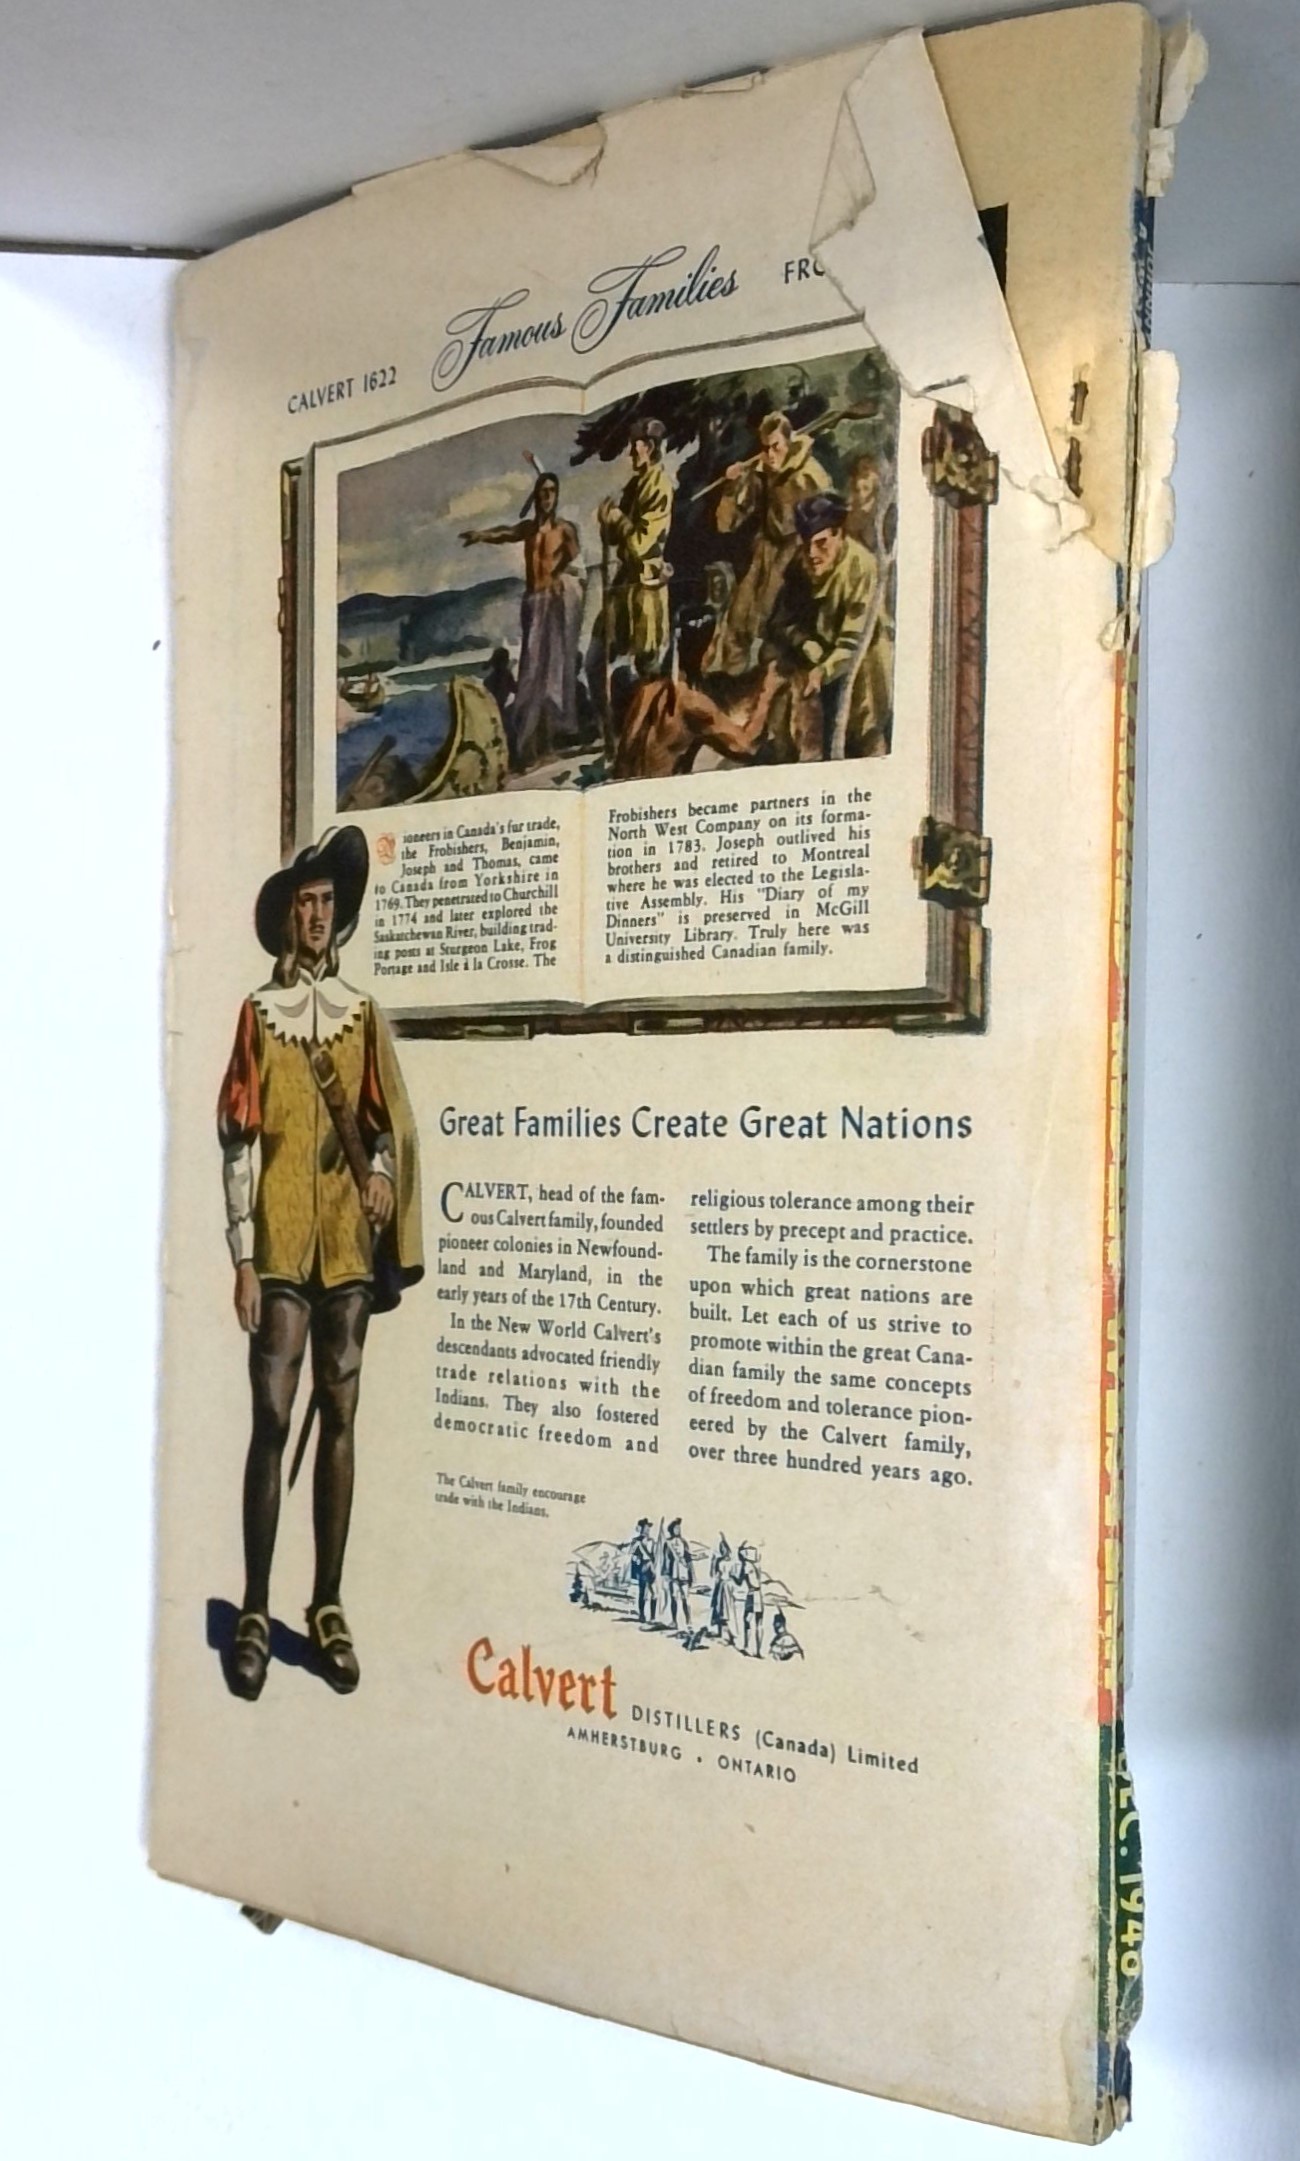 CALVERT 1622 Famous Families
Pioneers in Canada's fur trade,
the Frobishers, Benjamin,
Joseph and Thomas, came
to Canada from Yorkshire in
1769. They penetrated to Churchill
in 1774 and later explored the
Saskatchewan River, building trad-
ing posts at Sturgeon Lake, Frog
Portage and Isle à la Crosse. The
Frobishers became partners in the
North West Company on its forma-
tion in 1783. Joseph outlived his
brothers and retired to Montreal
where he was elected to the Legisla-
tive Assembly. His "Diary of my
Dinners" is preserved in McGill
University Library. Truly here was
a distinguished Canadian family.
Great Families Create Great Nations
CALVERT, head of the fam-
ous Calvert family, founded
pioneer colonies in Newfound-
land and Maryland, in the
early years of the 17th Century.
In the New World Calvert's
descendants advocated friendly
trade relations with the
Indians. They also fostered
democratic freedom and
religious tolerance among their
settlers by precept and practice.
The family is the cornerstone
upon which great nations are
built. Let each of us strive to
promote within the great Cana-
dian family the same concepts
of freedom and tolerance pion-
eered by the Calvert family,
over three hundred years ago.
The Calvert family encourage
trade with the Indians.
Calvert DISTILLERS (Canada) Limited
AMHERSTBURG • ONTARIO